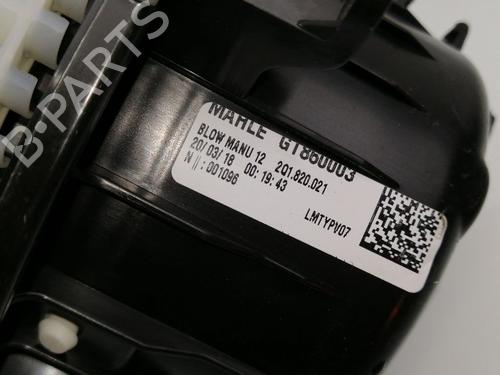 MAHLE GT860003
BLOW MANU 12 2Q1.820.021
20/03/18 00:19:43
N ||:001096
LMTYPV07
B-PARTS